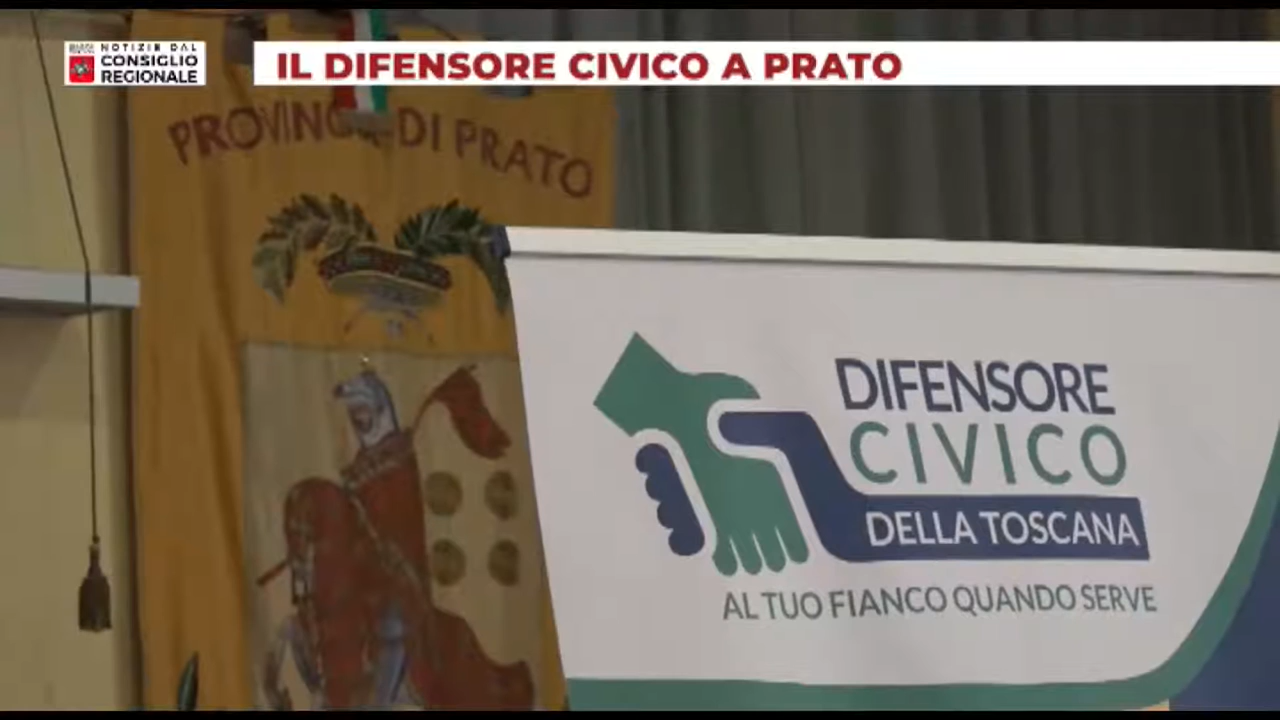 NOTIZIE DAL
CONSIGLIO
REGIONALE
IL DIFENSORE CIVICO A PRATO
PROVINCIA DI PRATO
DIFENSORE
CIVICO
DELLA TOSCANA
AL TUO FIANCO QUANDO SERVE